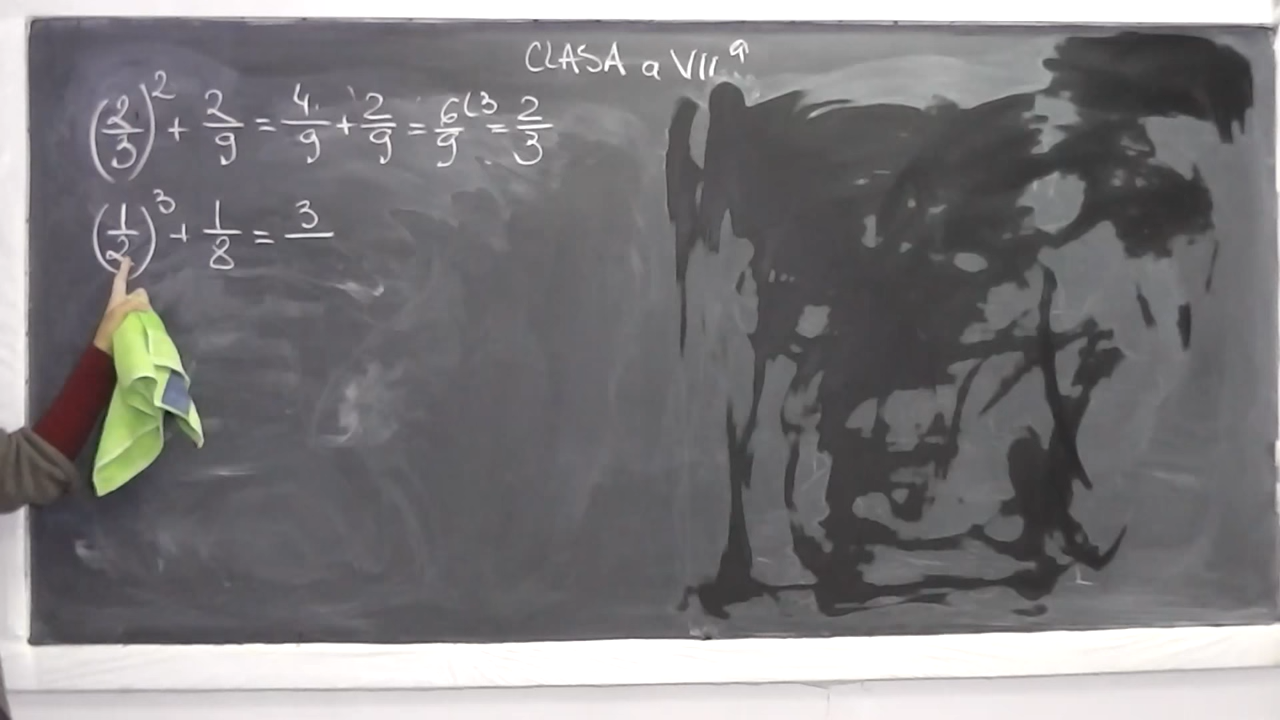 CLASA a VII a
(2/3)² + 2/9 = 4/9 + 2/9 = 6/9 (3 = 2/3
(1/2)³ + 1/8 = 3/